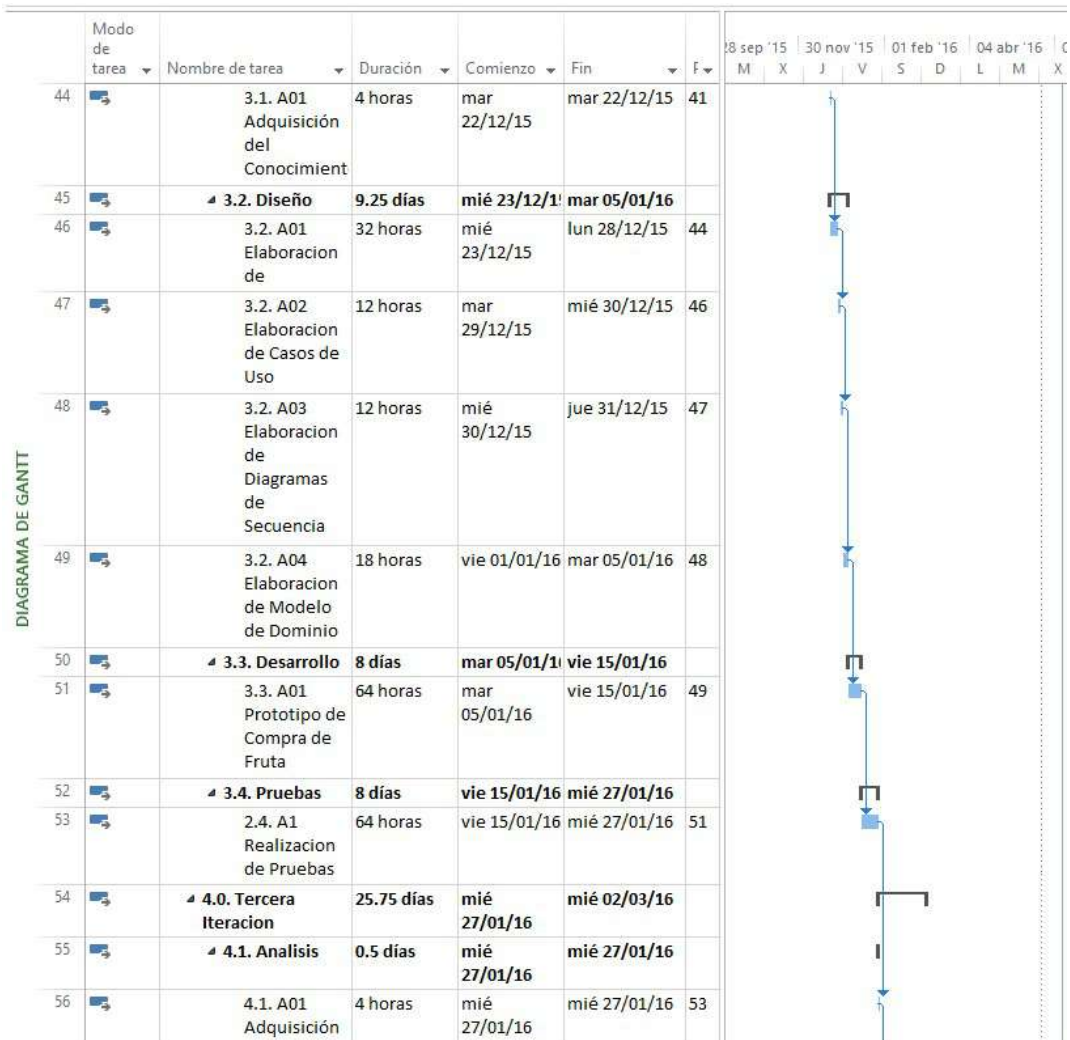 Modo
de
tarea Nombre de tarea Duración Comienzo Fin
28 sep '15 30 nov '15 01 feb '16 04 abr '16
M X J V S D L M X
DIAGRAMA DE GANTT
44 3.1. A01 4 horas mar mar 22/12/15 41
Adquisición 22/12/15
del
Conocimient
45 3.2. Diseño 9.25 días mié 23/12/1 mar 05/01/16
46 3.2. A01 32 horas mié lun 28/12/15 44
Elaboracion 23/12/15
de
47 3.2. A02 12 horas mar mié 30/12/15 46
Elaboracion 29/12/15
de Casos de
Uso
48 3.2. A03 12 horas mié jue 31/12/15 47
Elaboracion 30/12/15
de
Diagramas
de
Secuencia
49 3.2. A04 18 horas vie 01/01/16 mar 05/01/16 48
Elaboracion
de Modelo
de Dominio
50 3.3. Desarrollo 8 días mar 05/01/1 vie 15/01/16
51 3.3. A01 64 horas mar vie 15/01/16 49
Prototipo de 05/01/16
Compra de
Fruta
52 3.4. Pruebas 8 días vie 15/01/16 mié 27/01/16
53 2.4. A1 64 horas vie 15/01/16 mié 27/01/16 51
Realizacion
de Pruebas
54 4.0. Tercera 25.75 días mié mié 02/03/16
Iteracion 27/01/16
55 4.1. Analisis 0.5 días mié mié 27/01/16
27/01/16
56 4.1. A01 4 horas mié mié 27/01/16 53
Adquisición 27/01/16